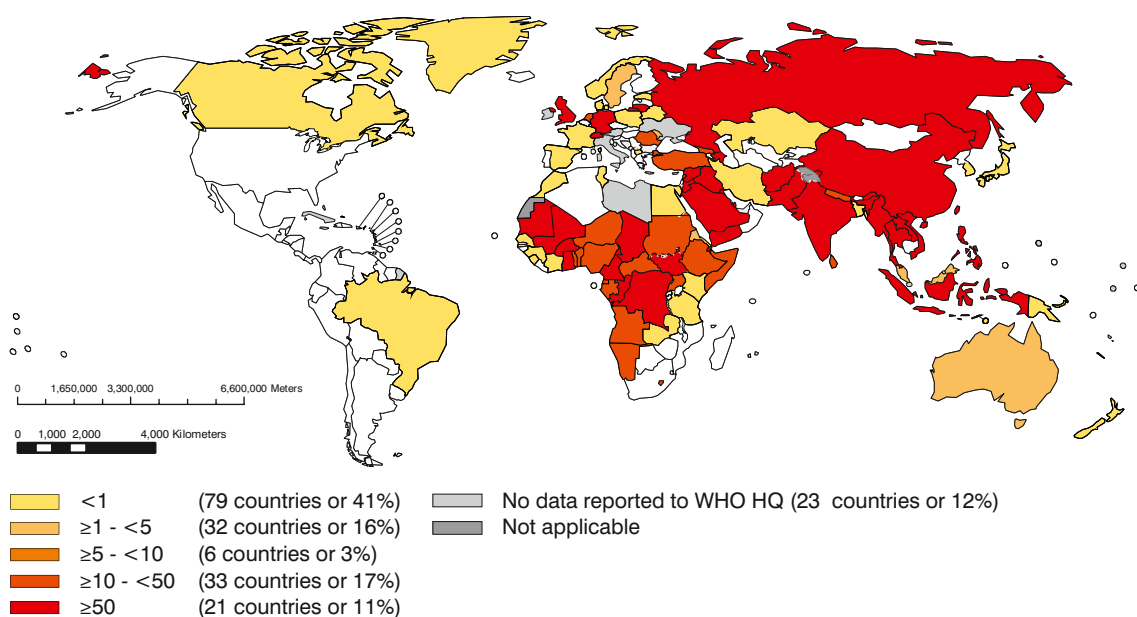 0 1,650,000 3,300,000 6,600,000 Meters
0 1,000 2,000 4,000 Kilometers
<1 (79 countries or 41%) No data reported to WHO HQ (23 countries or 12%)
≥1 - <5 (32 countries or 16%) Not applicable
≥5 - <10 (6 countries or 3%)
≥10 - <50 (33 countries or 17%)
≥50 (21 countries or 11%)